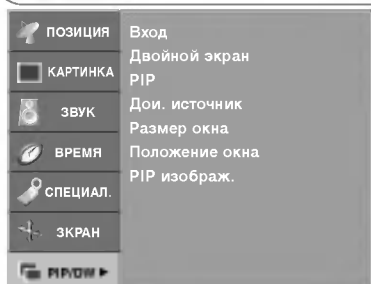 ПОЗИЦИЯ
КАРТИНКА
ЗВУК
ВРЕМЯ
СПЕЦИАЛ.
ЗКРАН
PIP/DW ►
Вход
Двойной экран
PIP
Дои. источник
Размер окна
Положение окна
PIP изображ.